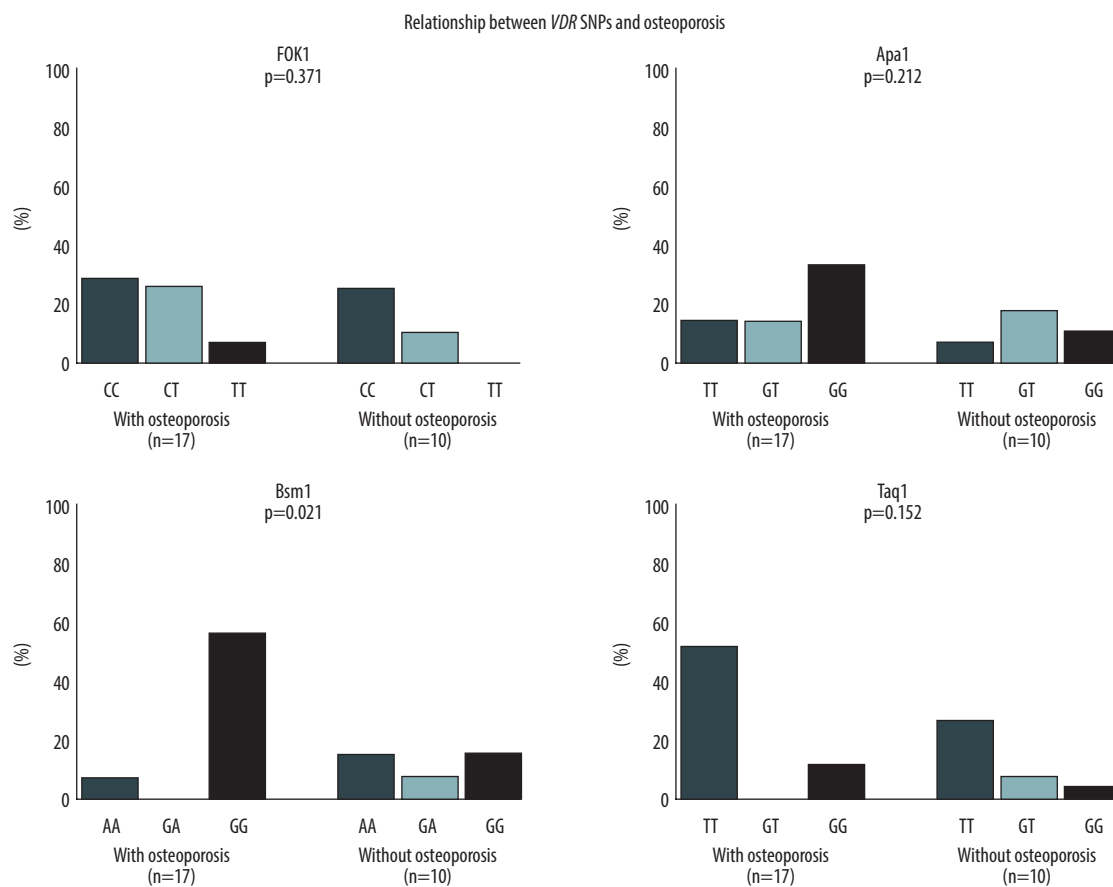 Relationship between VDR SNPs and osteoporosis
FOK1
p=0.371
100
80
60
40
20
0
(%)
CC CT TT CC CT TT
With osteoporosis Without osteoporosis
(n=17) (n=10)
Apa1
p=0.212
100
80
60
40
20
0
(%)
TT GT GG TT GT GG
With osteoporosis Without osteoporosis
(n=17) (n=10)
Bsm1
p=0.021
100
80
60
40
20
0
(%)
AA GA GG AA GA GG
With osteoporosis Without osteoporosis
(n=17) (n=10)
Taq1
p=0.152
100
80
60
40
20
0
(%)
TT GT GG TT GT GG
With osteoporosis Without osteoporosis
(n=17) (n=10)